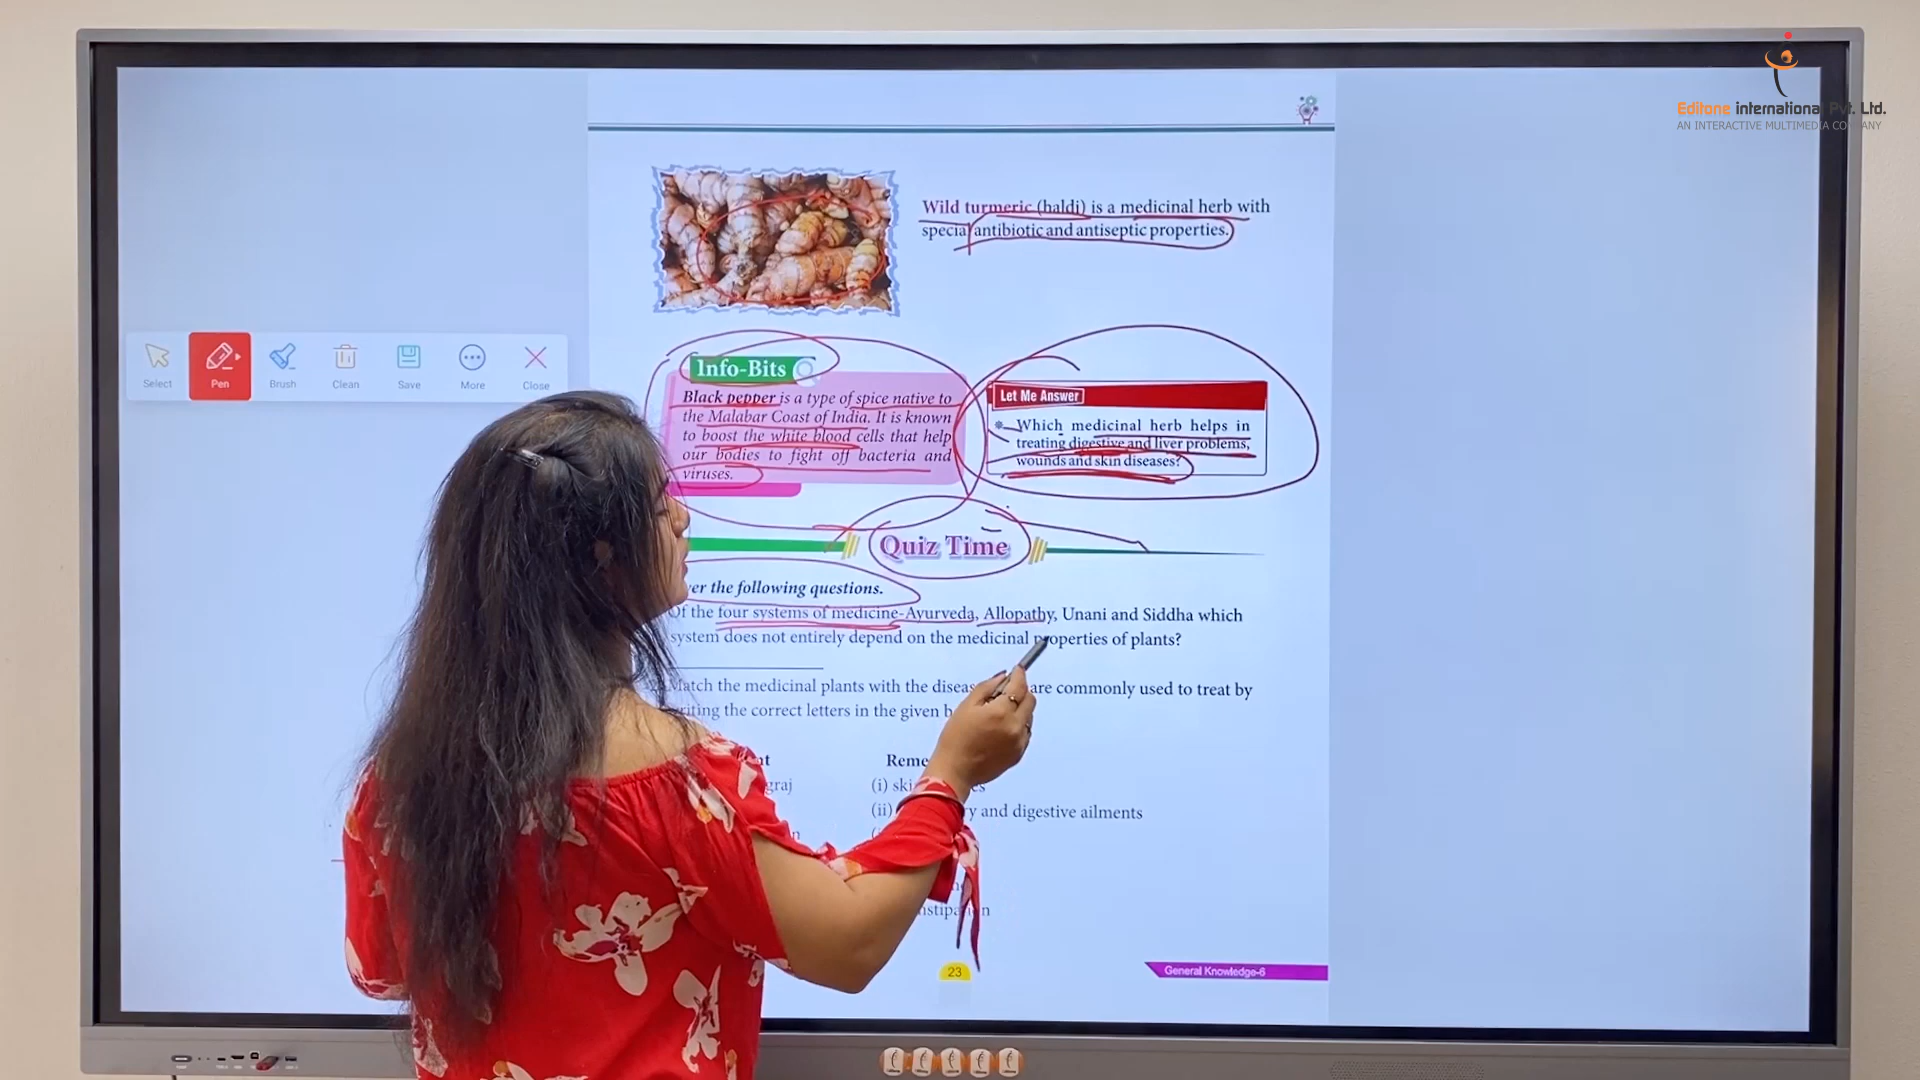 Editone international Pvt. Ltd.
AN INTERACTIVE MULTIMEDIA COMPANY
Wild turmeric (haldi) is a medicinal herb with
special antibiotic and antiseptic properties.
Select
Pen
Brush
Clean
Save
More
Close
Info-Bits
Black pepper is a type of spice native to
the Malabar Coast of India. It is known
to boost the white blood cells that help
our bodies to fight off bacteria and
viruses.
Let Me Answer
Which medicinal herb helps in
treating digestive and liver problems,
wounds and skin diseases?
Quiz Time
the following questions.
Of the four systems of medicine-Ayurveda, Allopathy, Unani and Siddha which
system does not entirely depend on the medicinal properties of plants?
Match the medicinal plants with the are commonly used to treat by
the correct letters in the given
(i)
(ii) and digestive ailments
23
General Knowledge-6